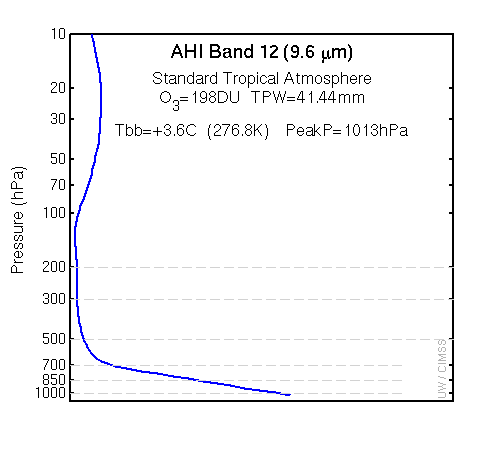 AHI Band 12 (9.6 μm)
Standard Tropical Atmosphere
O3=198DU TPW=41.44mm
Tbb=+3.6C (276.8K) PeakP=1013hPa
Pressure (hPa)
10
20
30
50
70
100
200
300
500
700
850
1000
UW / CIMSS